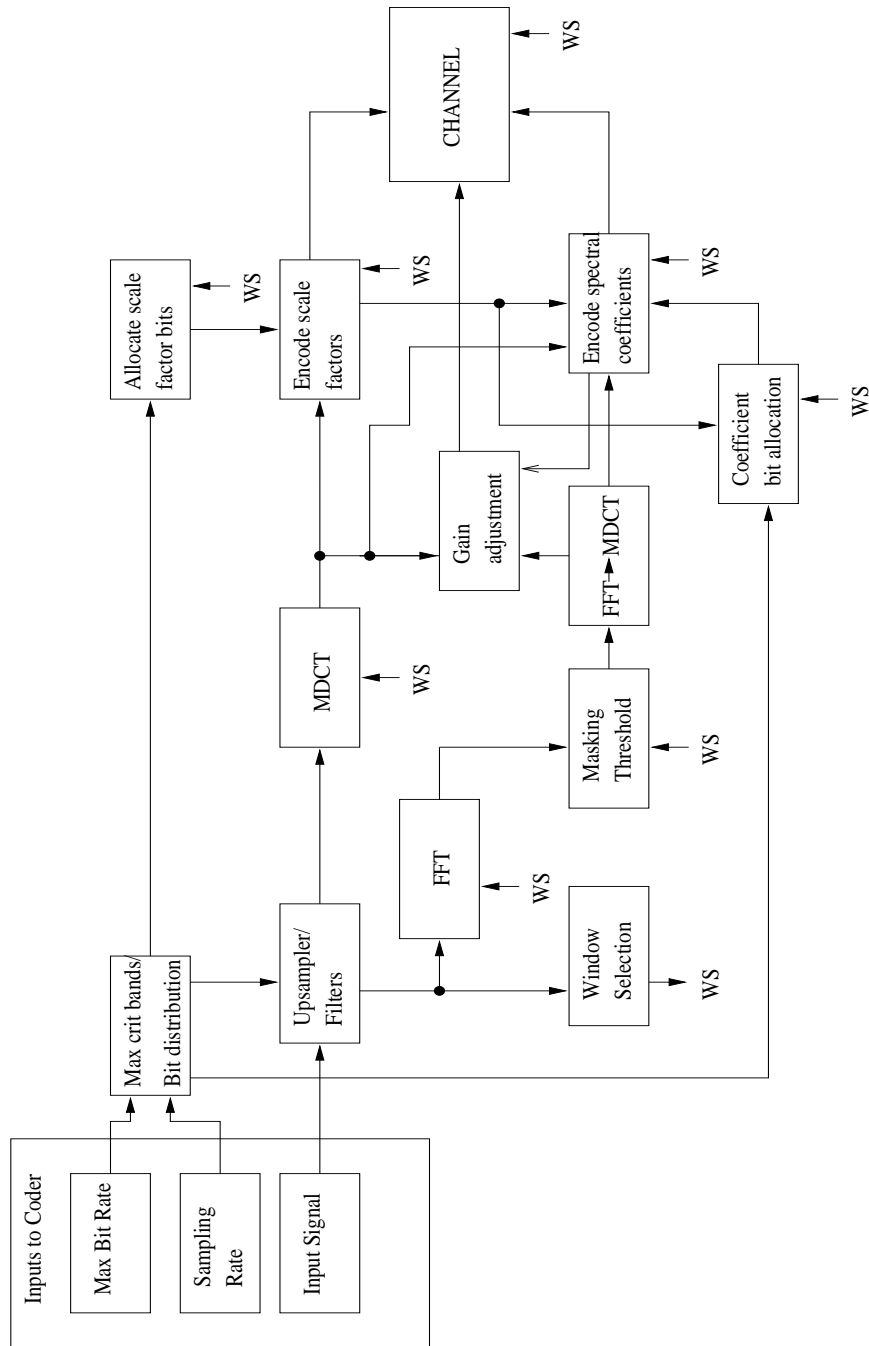 Inputs to Coder
Max Bit Rate
Sampling
Rate
Input Signal
Max crit bands/
Bit distribution
Upsampler/
Filters
Window
Selection
WS
FFT
WS
MDCT
WS
Masking
Threshold
WS
FFT MDCT
Gain
adjustment
Allocate scale
factor bits
WS
Encode scale
factors
WS
Encode spectral
coefficients
WS
Coefficient
bit allocation
WS
CHANNEL
WS